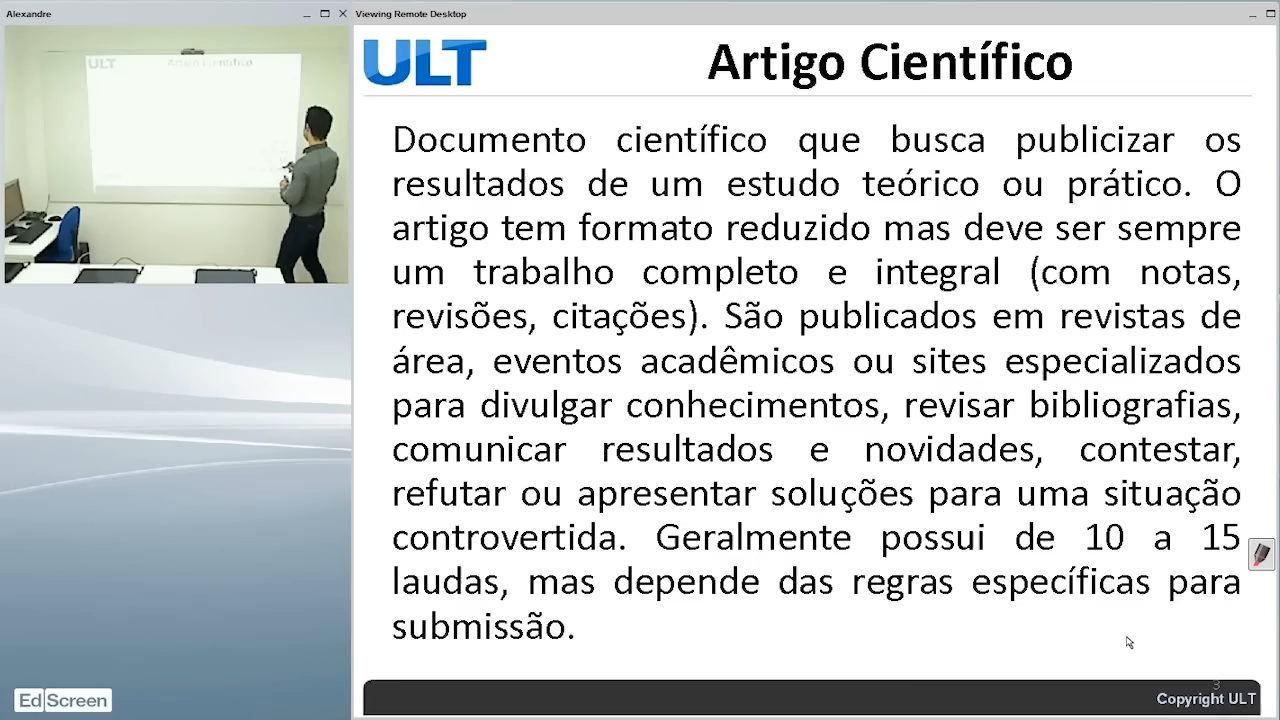 Alexandre
Viewing Remote Desktop
ULT
Artigo Científico
ULT
Artigo Científico
Documento científico que busca publicizar os
resultados de um estudo teórico ou prático. O
artigo tem formato reduzido mas deve ser sempre
um trabalho completo e integral (com notas,
revisões, citações). São publicados em revistas de
área, eventos acadêmicos ou sites especializados
para divulgar conhecimentos, revisar bibliografias,
comunicar resultados e novidades, contestar,
refutar ou apresentar soluções para uma situação
controvertida. Geralmente possui de 10 a 15
laudas, mas depende das regras específicas para
submissão.
3
Copyright ULT
EdScreen